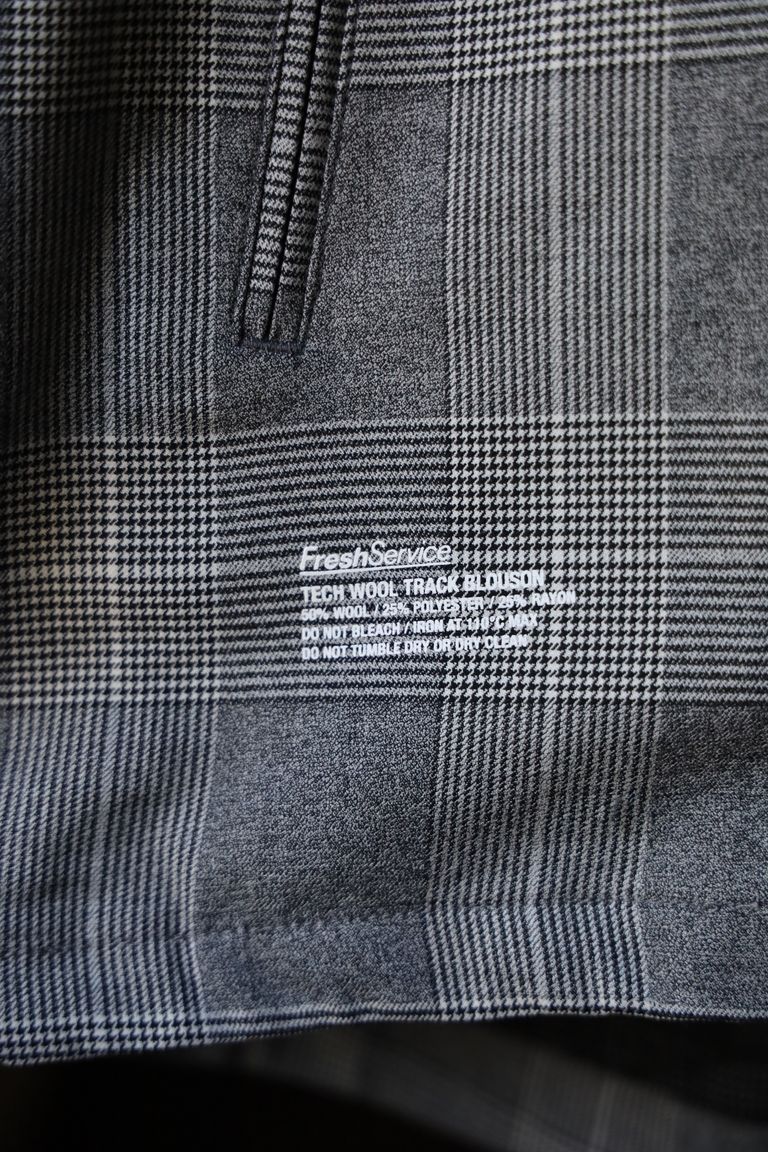 FreshService
TECH WOOL TRACK BLOUSON
50% WOOL / 25% POLYESTER / 25% RAYON
DO NOT BLEACH / IRON AT 110°C MAX
DO NOT TUMBLE DRY OR DRY CLEAN